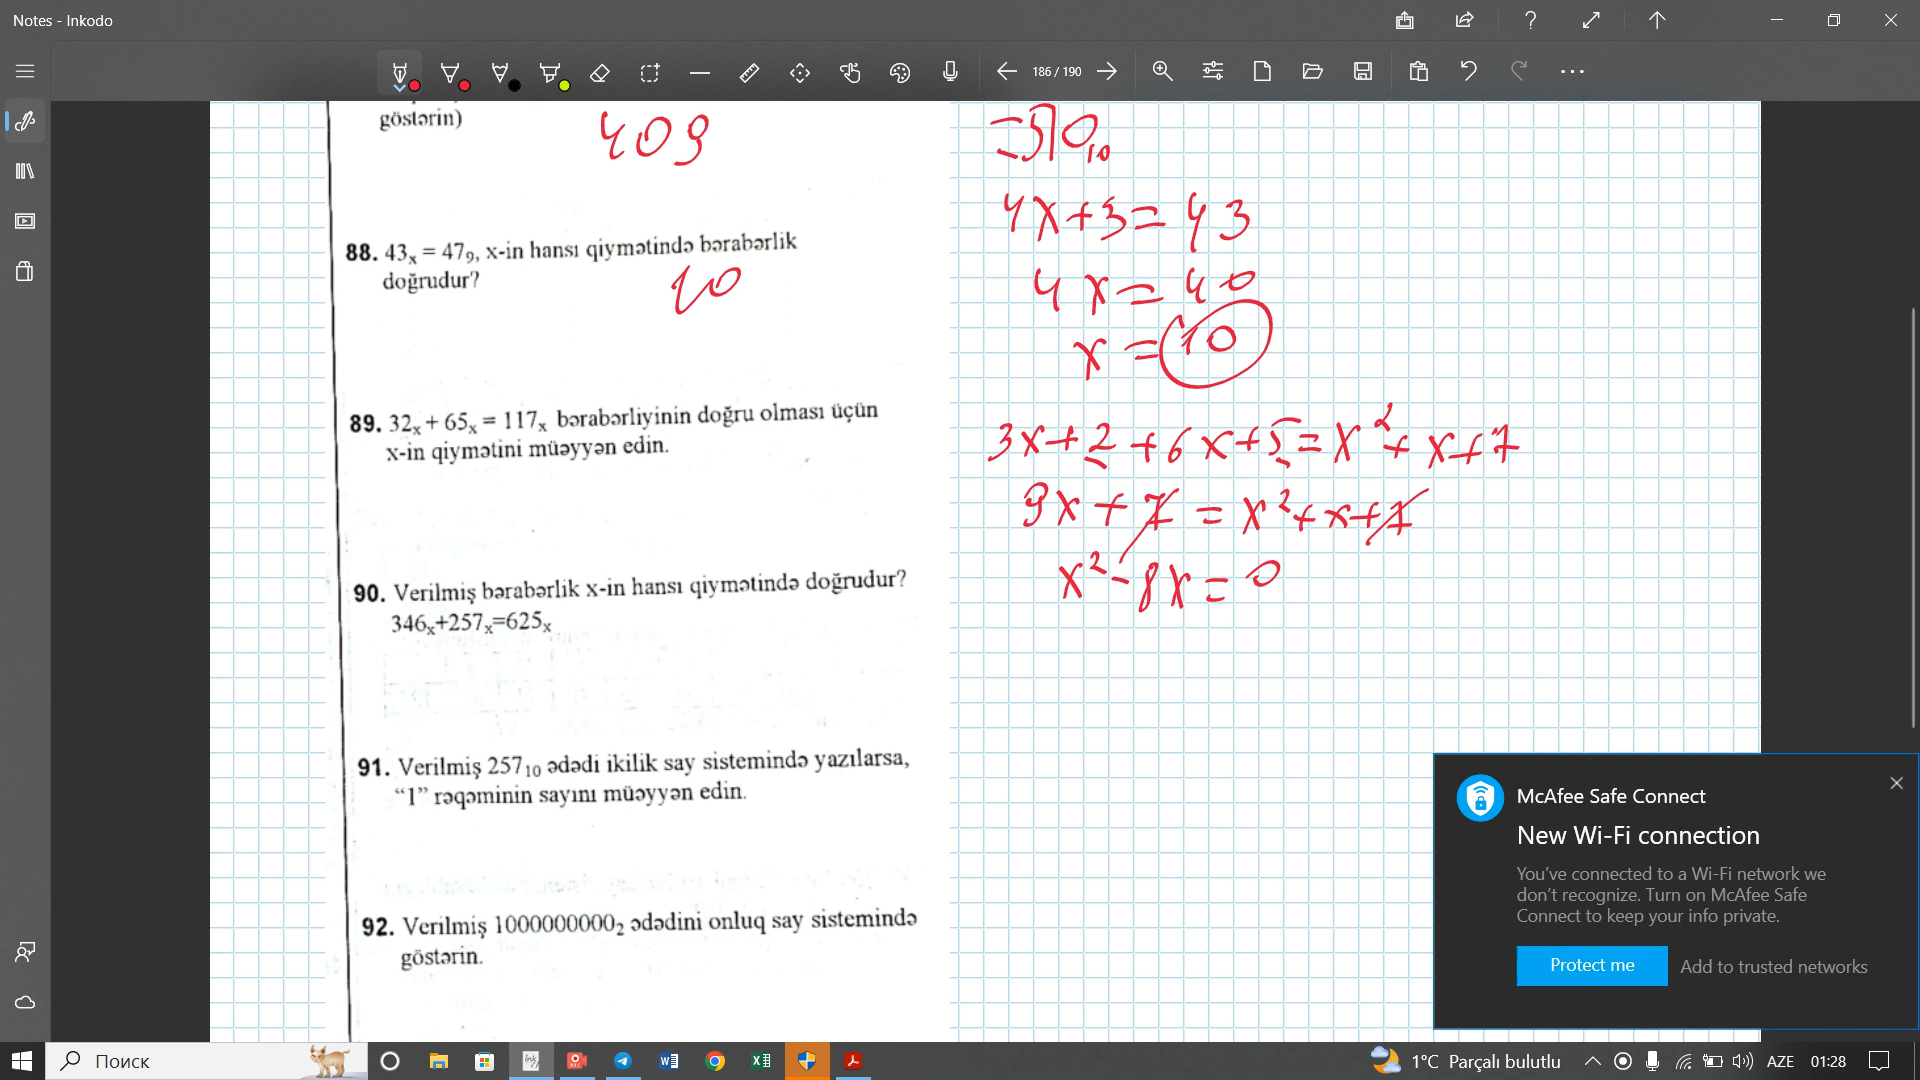 Notes - Inkodo
186 / 190
göstərin)
409
88. 43x = 479, x-in hansı qiymətində bərabərlik
doğrudur?
10
89. 32x + 65x = 117x bərabərliyinin doğru olması üçün
x-in qiymətini müəyyən edin.
90. Verilmiş bərabərlik x-in hansı qiymətində doğrudur?
346x+257x=625x
91. Verilmiş 25710 ədədi ikilik say sistemində yazılarsa,
“1” rəqəminin sayını müəyyən edin.
92. Verilmiş 10000000002 ədədini onluq say sistemində
göstərin.
4x+3=43
4x=40
x=10
3x+2+6x+5=x²+x+7
9x+7=x²+x+7
x²-8x=0
McAfee Safe Connect
New Wi-Fi connection
You've connected to a Wi-Fi network we
don't recognize. Turn on McAfee Safe
Connect to keep your info private.
Protect me
Add to trusted networks
Поиск
1°C Parçalı bulutlu
AZE
01:28